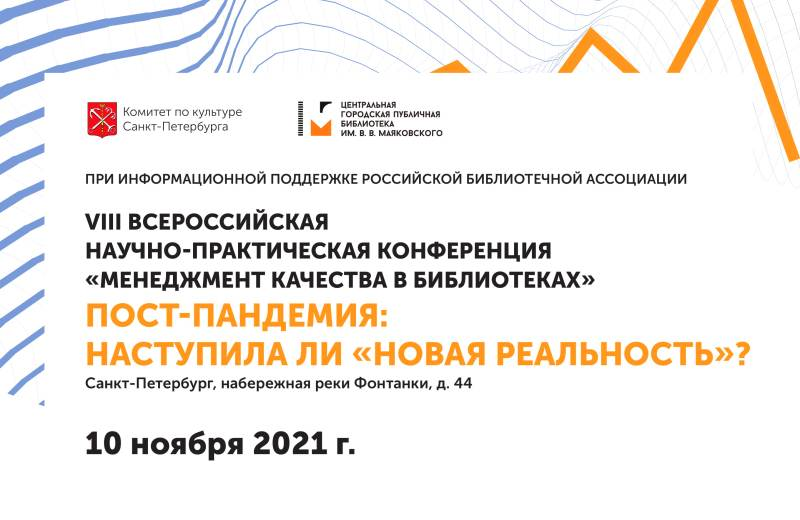 Комитет по культуре
Санкт-Петербурга
ЦЕНТРАЛЬНАЯ
ГОРОДСКАЯ ПУБЛИЧНАЯ
БИБЛИОТЕКА
ИМ. В. В. МАЯКОВСКОГО
ПРИ ИНФОРМАЦИОННОЙ ПОДДЕРЖКЕ РОССИЙСКОЙ БИБЛИОТЕЧНОЙ АССОЦИАЦИИ
VIII ВСЕРОССИЙСКАЯ
НАУЧНО-ПРАКТИЧЕСКАЯ КОНФЕРЕНЦИЯ
«МЕНЕДЖМЕНТ КАЧЕСТВА В БИБЛИОТЕКАХ»
ПОСТ-ПАНДЕМИЯ:
НАСТУПИЛА ЛИ «НОВАЯ РЕАЛЬНОСТЬ»?
Санкт-Петербург, набережная реки Фонтанки, д. 44
10 ноября 2021 г.